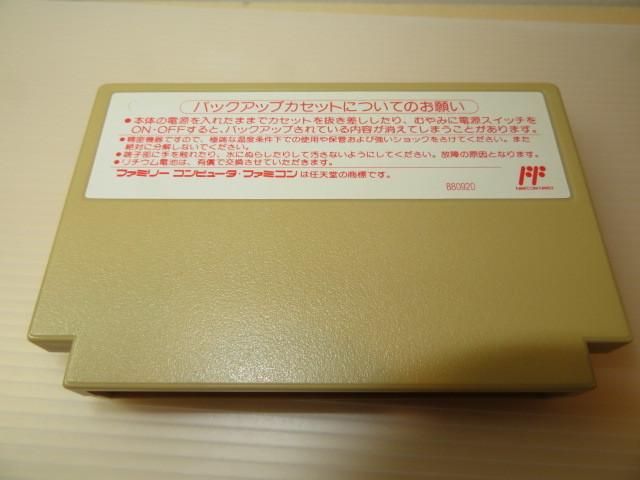 バックアップカセットについてのお願い
●本体の電源を入れたままでカセットを抜き差ししたり、むやみに電源スイッチを
ON・OFFすると、バックアップされている内容が消えてしまうことがあります。
●精密機器ですので、極端な温度条件下での使用や保管および強いショックをさけてください。また
絶対に分解しないでください。
●端子部に手を触れたり、水にぬらしたりして汚さないようにしてください。故障の原因となります。
●リチウム電池は、有償で交換させていただきます。
ファミリーコンピュータ・ファミコンは任天堂の商標です。
880920